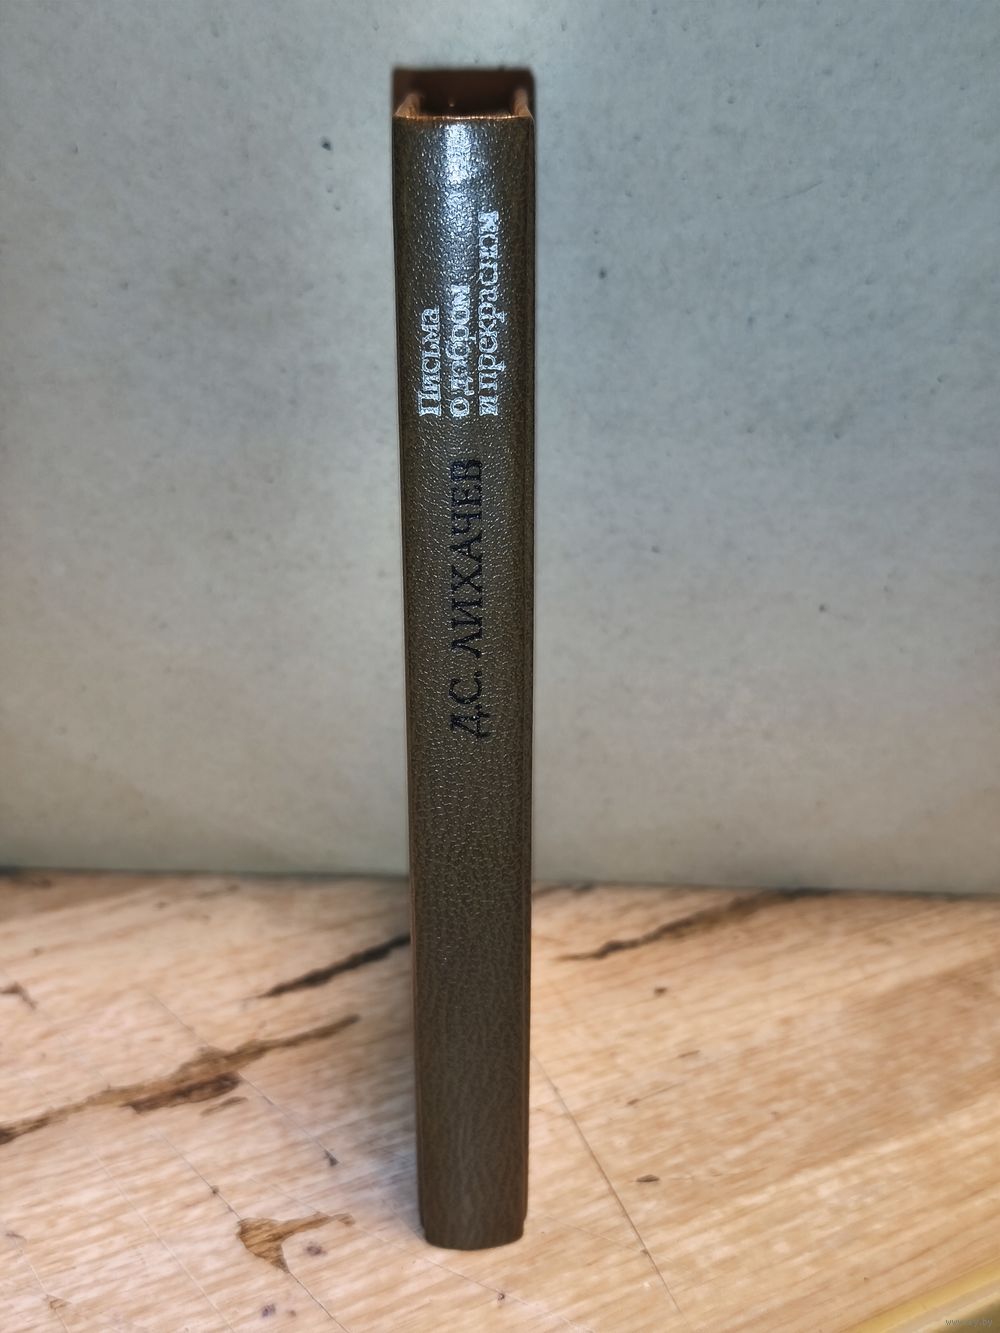 Письма
о добром
и прекрасном
Д.С. ЛИХАЧЕВ